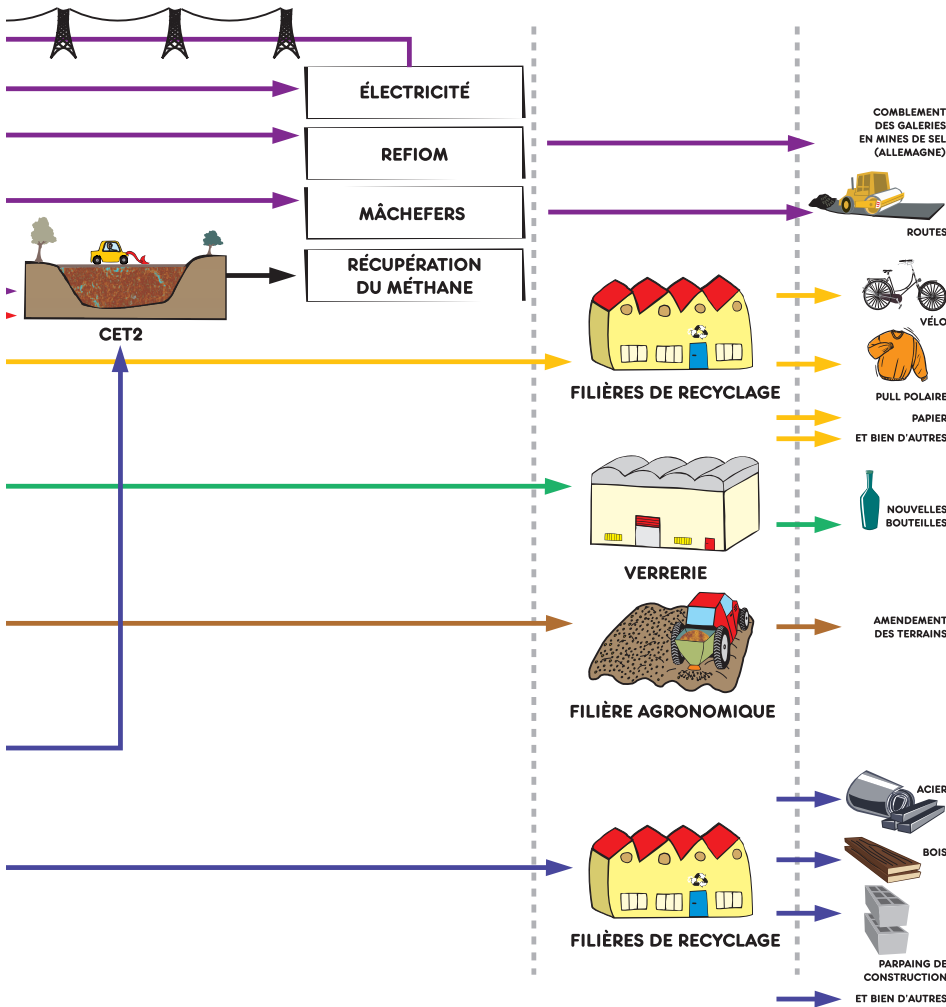 ÉLECTRICITÉ
REFIOM
MÂCHEFERS
RÉCUPÉRATION
DU MÉTHANE
CET2
COMBLEMENT
DES GALERIES
EN MINES DE SEL
(ALLEMAGNE)
ROUTES
FILIÈRES DE RECYCLAGE
VÉLO
PULL POLAIRE
PAPIER
ET BIEN D'AUTRES
VERRERIE
NOUVELLES
BOUTEILLES
FILIÈRE AGRONOMIQUE
AMENDEMENT
DES TERRAINS
FILIÈRES DE RECYCLAGE
ACIER
BOIS
PARPAING DE
CONSTRUCTION
ET BIEN D'AUTRES